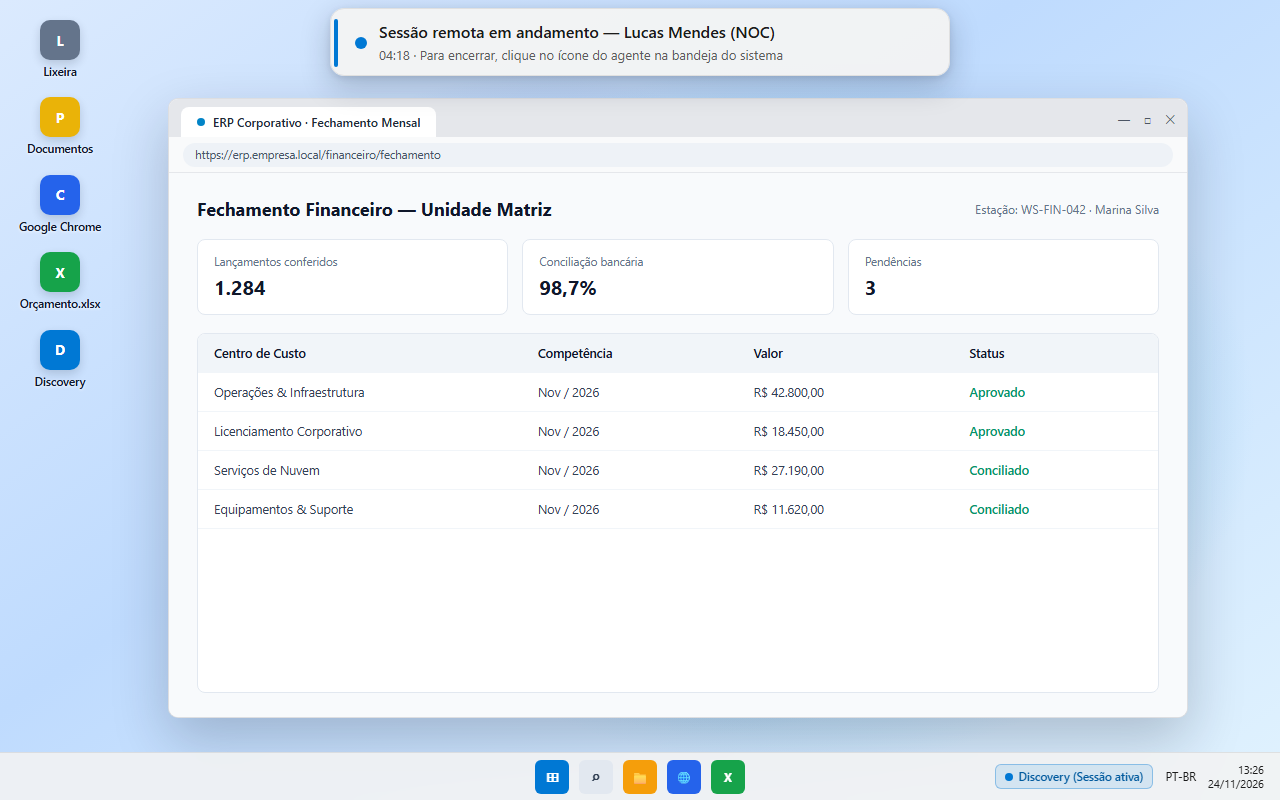 Sessão remota em andamento — Lucas Mendes (NOC)
04:18 · Para encerrar, clique no ícone do agente na bandeja do sistema
L
Lixeira
P
Documentos
C
Google Chrome
X
Orçamento.xlsx
D
Discovery
ERP Corporativo · Fechamento Mensal
https://erp.empresa.local/financeiro/fechamento
Fechamento Financeiro — Unidade Matriz
Estação: WS-FIN-042 · Marina Silva
Lançamentos conferidos
1.284
Conciliação bancária
98,7%
Pendências
3
Centro de Custo Competência Valor Status
Operações & Infraestrutura Nov / 2026 R$ 42.800,00 Aprovado
Licenciamento Corporativo Nov / 2026 R$ 18.450,00 Aprovado
Serviços de Nuvem Nov / 2026 R$ 27.190,00 Conciliado
Equipamentos & Suporte Nov / 2026 R$ 11.620,00 Conciliado
X
Discovery (Sessão ativa)
PT-BR
13:26
24/11/2026